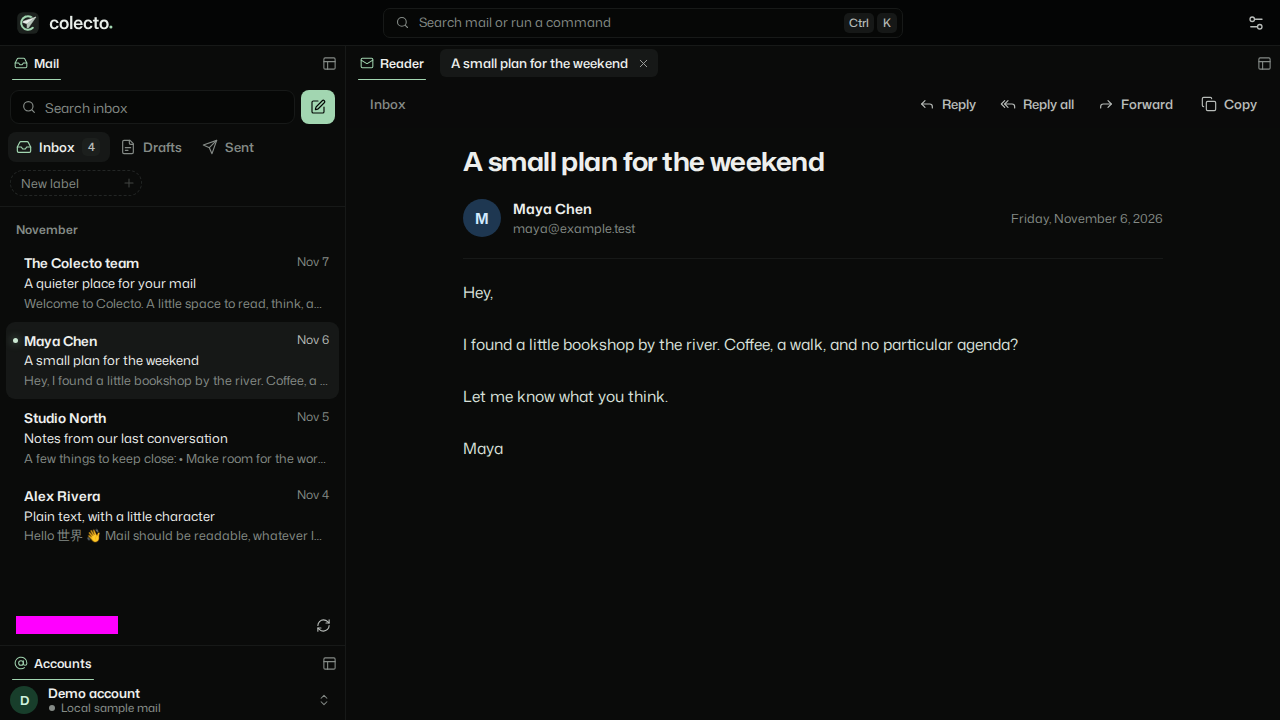 colecto.
Search mail or run a command
Ctrl K
Mail
Search inbox
Inbox 4
Drafts
Sent
New label
November
The Colecto team Nov 7
A quieter place for your mail
Welcome to Colecto. A little space to read, think, a...
Maya Chen Nov 6
A small plan for the weekend
Hey, I found a little bookshop by the river. Coffee, a ...
Studio North Nov 5
Notes from our last conversation
A few things to keep close: • Make room for the wor...
Alex Rivera Nov 4
Plain text, with a little character
Hello 世界 👋 Mail should be readable, whatever l...
Accounts
D
Demo account
Local sample mail
Reader
A small plan for the weekend
Inbox
Reply
Reply all
Forward
Copy
A small plan for the weekend
M
Maya Chen
maya@example.test
Friday, November 6, 2026
Hey,
I found a little bookshop by the river. Coffee, a walk, and no particular agenda?
Let me know what you think.
Maya